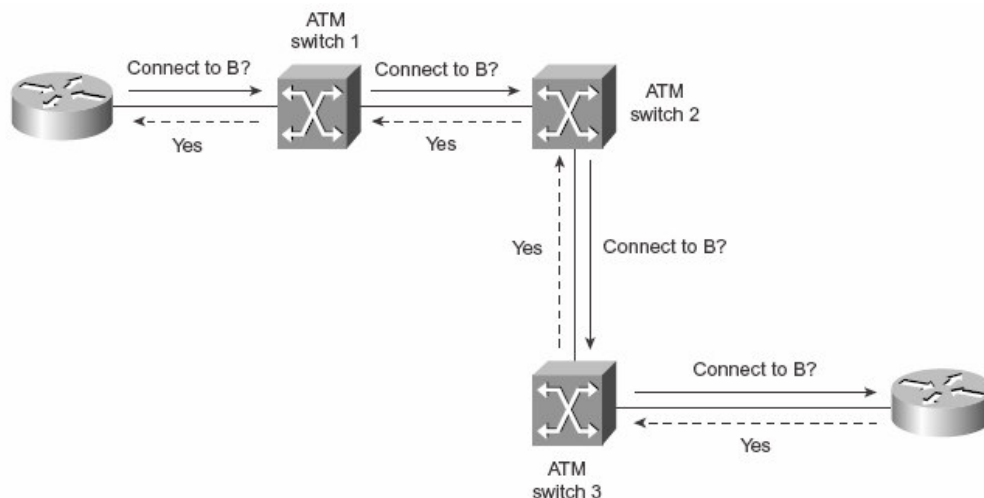 ATM
switch 1
Connect to B?
Connect to B?
ATM
switch 2
Yes
Yes
Yes
Connect to B?
Connect to B?
Yes
ATM
switch 3